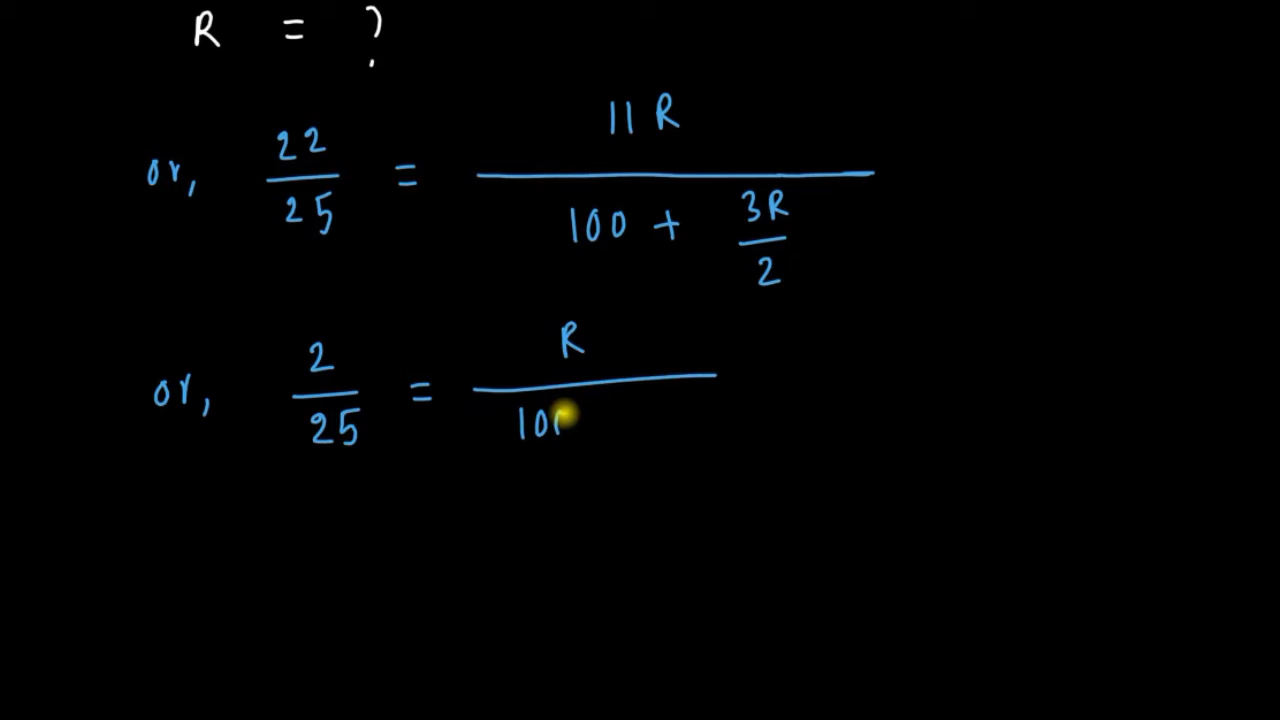 R = ?
or, 22/25 = 11 R / 100 + 3R/2
or, 2/25 = R / 10